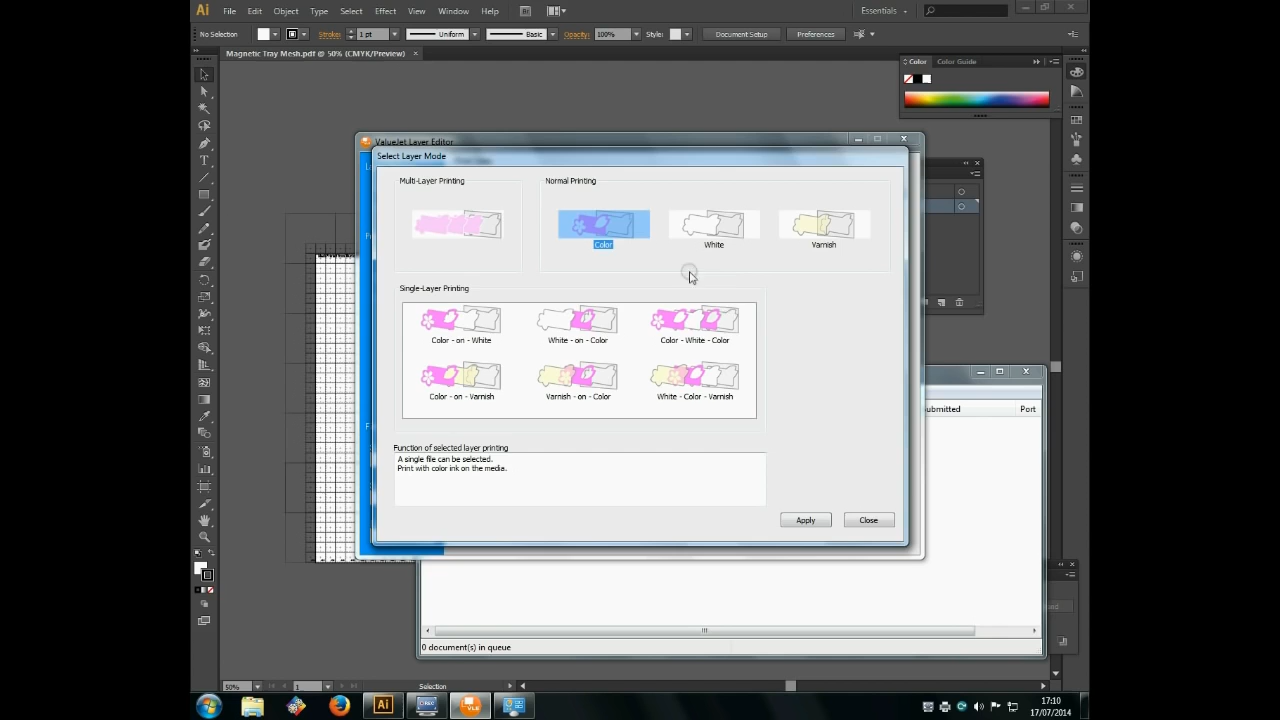 Ai File Edit Object Type Select Effect View Window Help Br Essentials
No Selection Stroke: 1 pt Uniform Basic Opacity: 100% Style: Document Setup Preferences
Magnetic Tray Mesh.pdf @ 50% (CMYK/Preview) ×
Color Color Guide
ValueJet Layer Editor
Select Layer Mode
Multi-Layer Printing Normal Printing
Color White Varnish
Single-Layer Printing
Color - on - White White - on - Color Color - White - Color
Color - on - Varnish Varnish - on - Color White - Color - Varnish
Submitted Port
Function of selected layer printing
A single file can be selected.
Print with color ink on the media.
Apply Close
0 document(s) in queue
50% 1 Selection
Ai VLE 17:10
17/07/2014